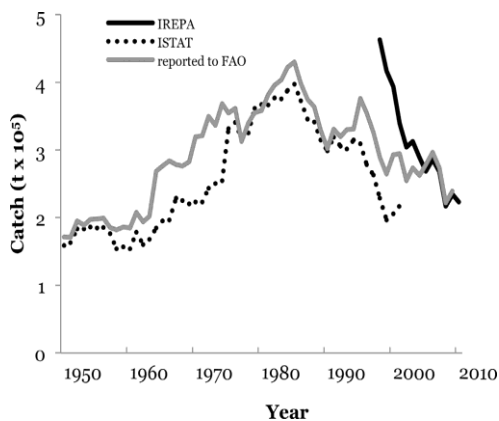 IREPA
ISTAT
reported to FAO
Catch (t x 10⁵)
5
4
3
2
1
0
1950 1960 1970 1980 1990 2000 2010
Year